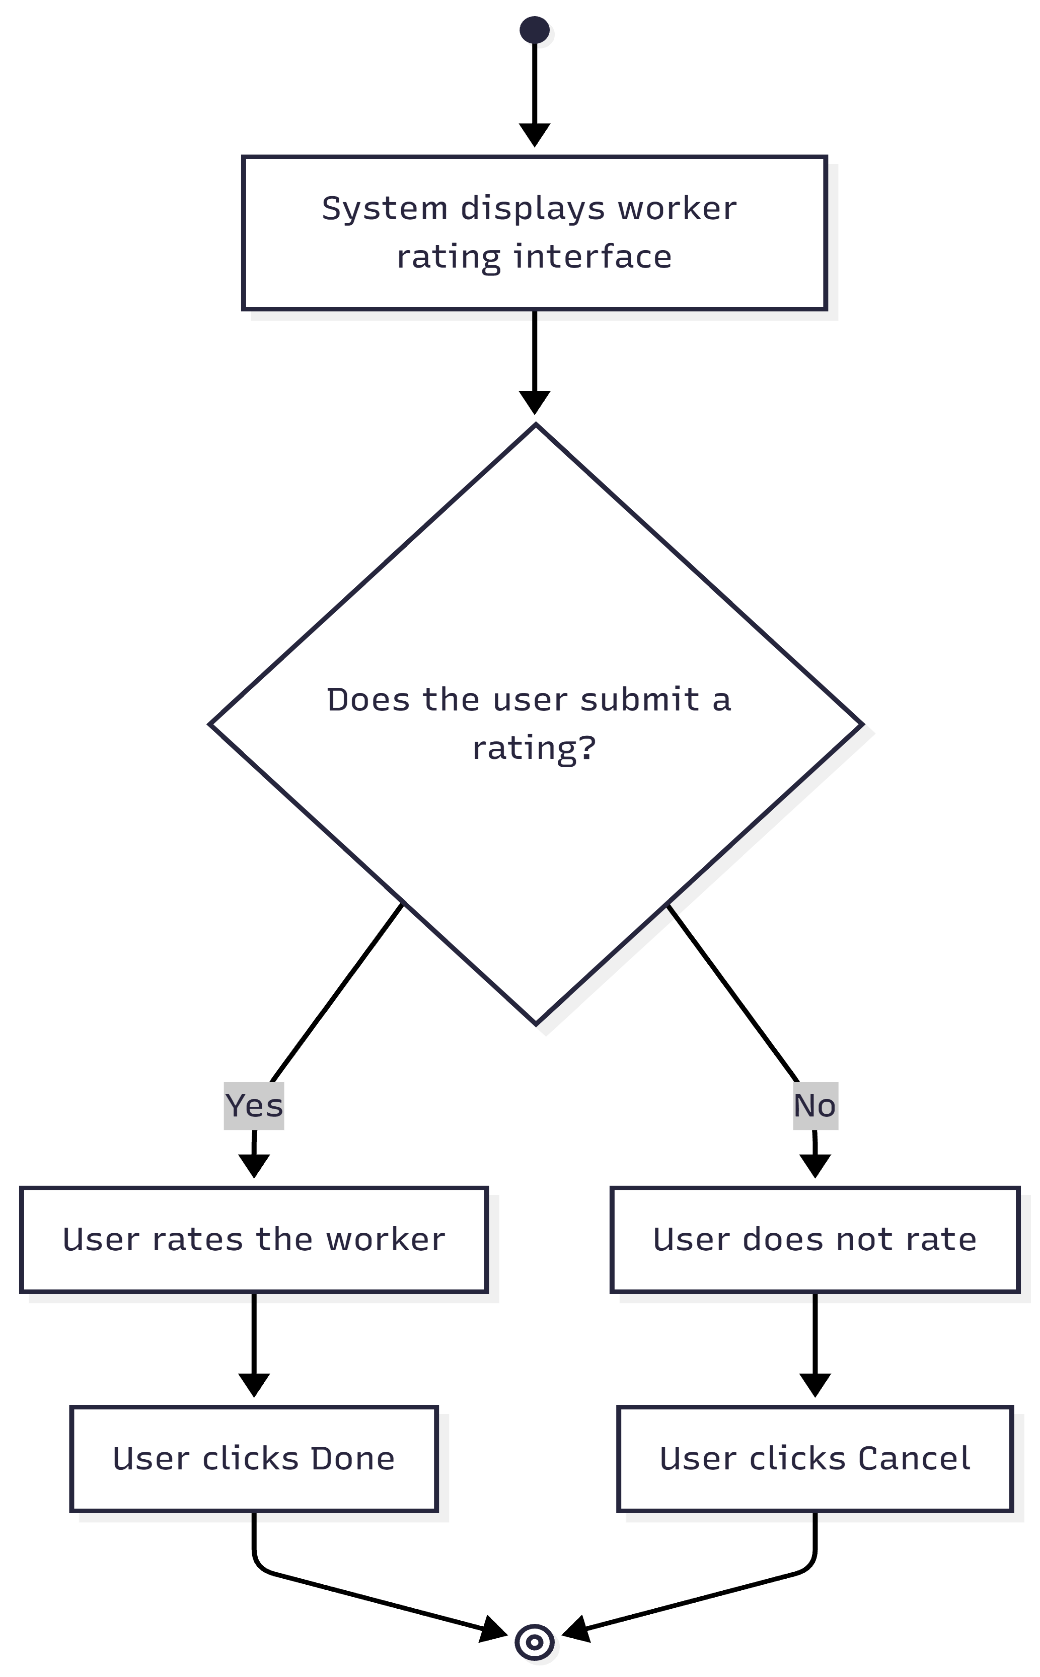 System displays worker
rating interface
Does the user submit a
rating?
Yes
No
User rates the worker
User does not rate
User clicks Done
User clicks Cancel